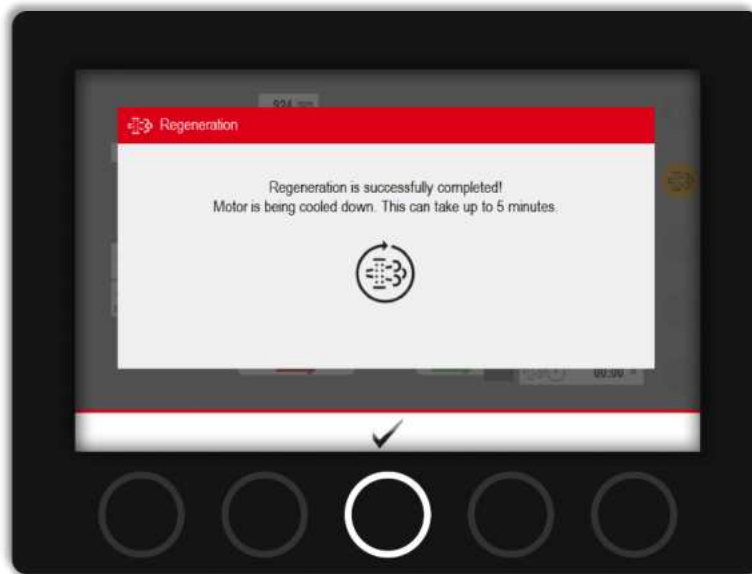 Regeneration
Regeneration is successfully completed!
Motor is being cooled down. This can take up to 5 minutes.